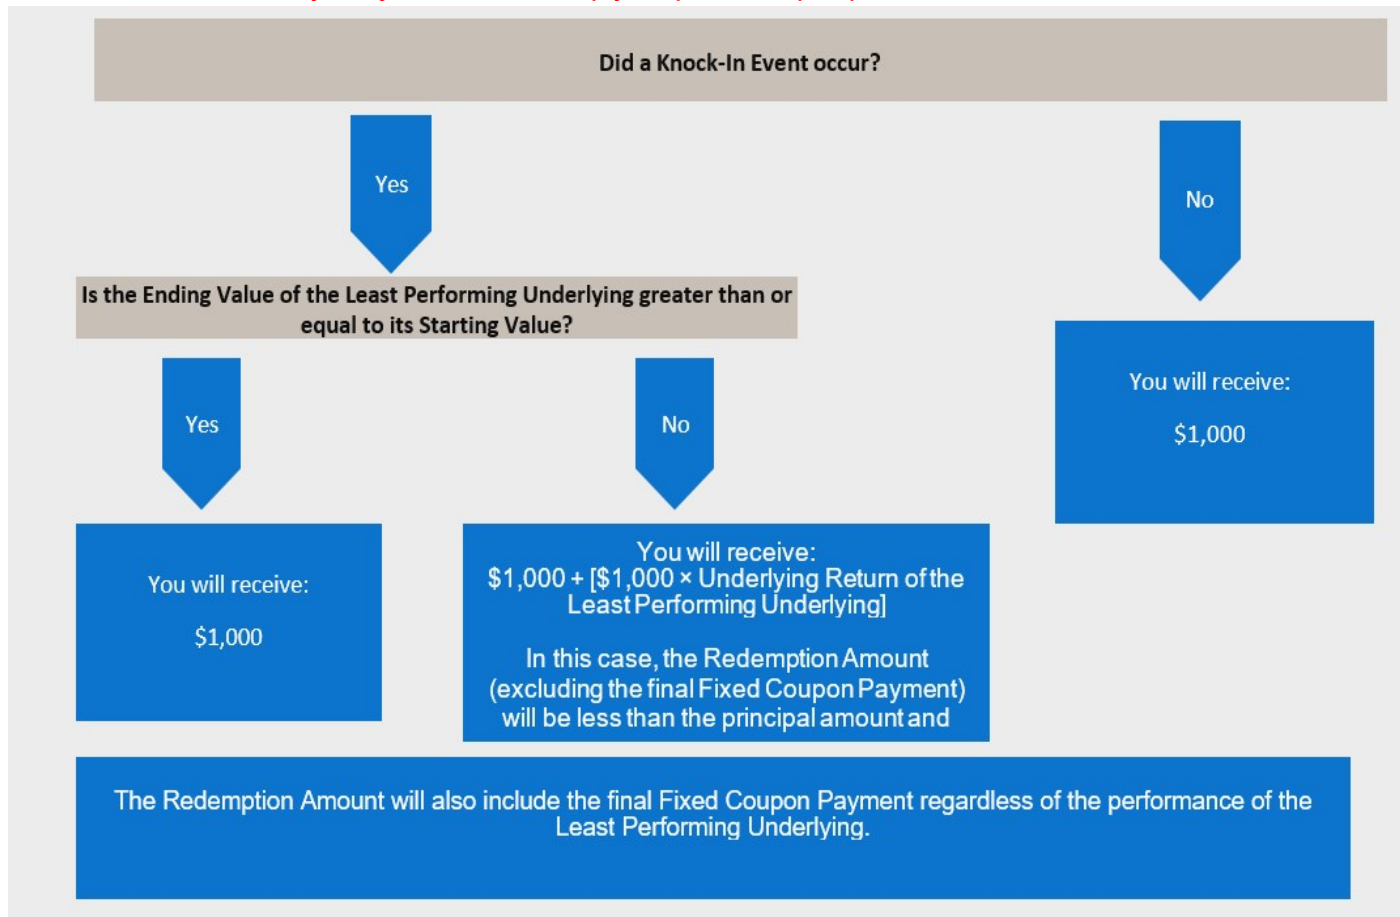 Did a Knock-In Event occur?
Yes
No
Is the Ending Value of the Least Performing Underlying greater than or
equal to its Starting Value?
Yes
No
You will receive:
$1,000
You will receive:
$1,000
You will receive:
$1,000 + [$1,000 × Underlying Return of the
Least Performing Underlying]
In this case, the Redemption Amount
(excluding the final Fixed Coupon Payment)
will be less than the principal amount and
The Redemption Amount will also include the final Fixed Coupon Payment regardless of the performance of the
Least Performing Underlying.